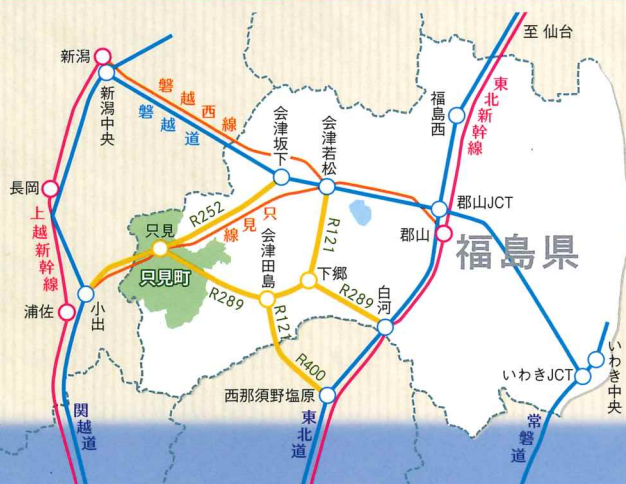 至 仙台
新潟
新潟中央
磐越西線
磐越道
東北新幹線
福島西
会津坂下
会津若松
長岡
上越新幹線
只見
R252
只見線
只見町
会津田島
R121
郡山JCT
郡山
福島県
下郷
R289
R289
白河
小出
浦佐
R121
R400
西那須野塩原
いわきJCT
いわき中央
関越道
東北道
常磐道